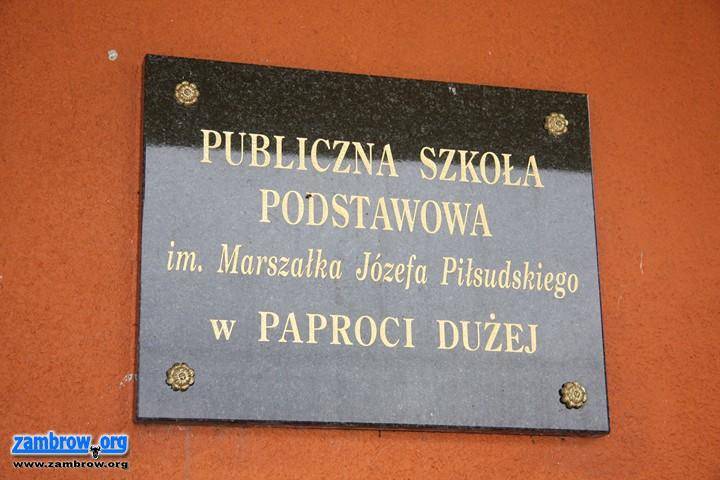 PUBLICZNA SZKOŁA
PODSTAWOWA
im. Marszałka Józefa Piłsudskiego
w PAPROCI DUŻEJ
zambrow.org
www.zambrow.org